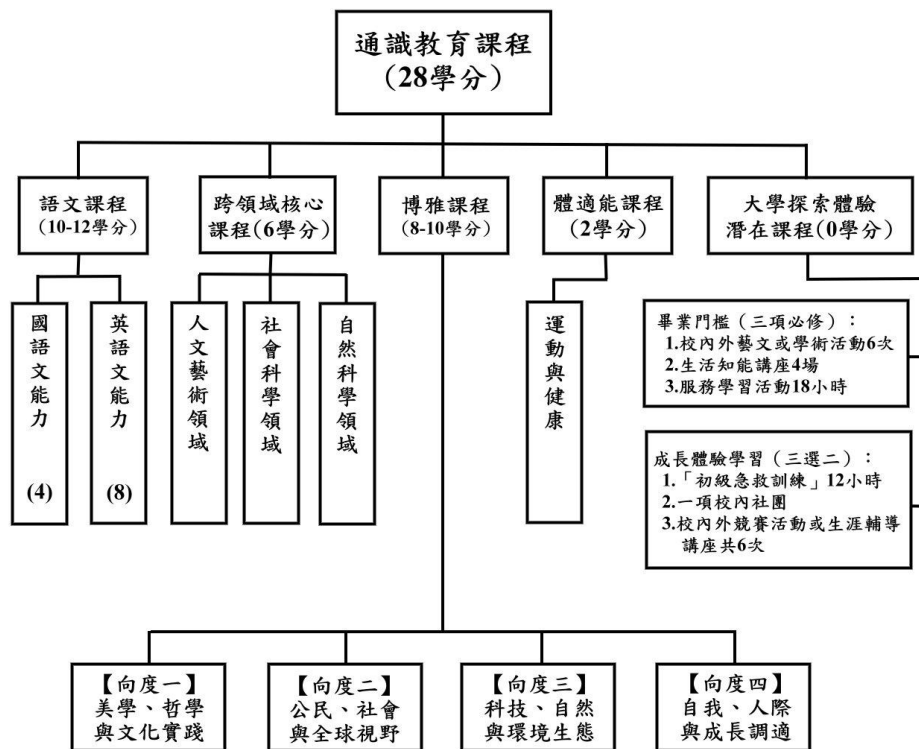 通識教育課程
(28學分)
語文課程
(10-12學分)
跨領域核心
課程(6學分)
博雅課程
(8-10學分)
體適能課程
(2學分)
大學探索體驗
潛在課程(0學分)
國語文能力
(4)
英語文能力
(8)
人文藝術領域
社會科學領域
自然科學領域
運動與健康
畢業門檻(三項必修):
1.校內外藝文或學術活動6次
2.生活知能講座4場
3.服務學習活動18小時
成長體驗學習(三選二):
1.「初級急救訓練」12小時
2.一項校內社團
3.校內外競賽活動或生涯輔導
講座共6次
【向度一】
美學、哲學
與文化實踐
【向度二】
公民、社會
與全球視野
【向度三】
科技、自然
與環境生態
【向度四】
自我、人際
與成長調適